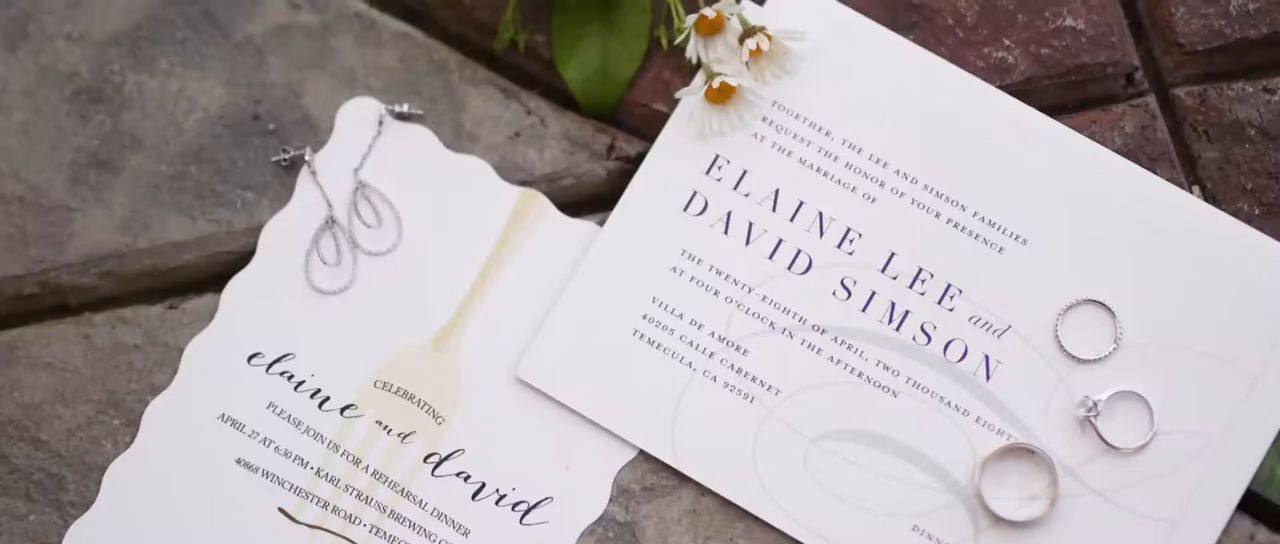 CELEBRATING
elaine and david
PLEASE JOIN US FOR A REHEARSAL DINNER
APRIL 27 AT 6:30 PM • KARL STRAUSS BREWING
40868 WINCHESTER ROAD •
TOGETHER, THE LEE AND SIMSON FAMILIES
REQUEST THE HONOR OF YOUR PRESENCE
AT THE MARRIAGE OF
ELAINE LEE and
DAVID SIMSON
THE TWENTY-EIGHTH OF APRIL, TWO THOUSAND
AT FOUR O'CLOCK IN THE AFTERNOON
VILLA DE AMORE
40205 CALLE CABERNET
TEMECULA, CA 92591